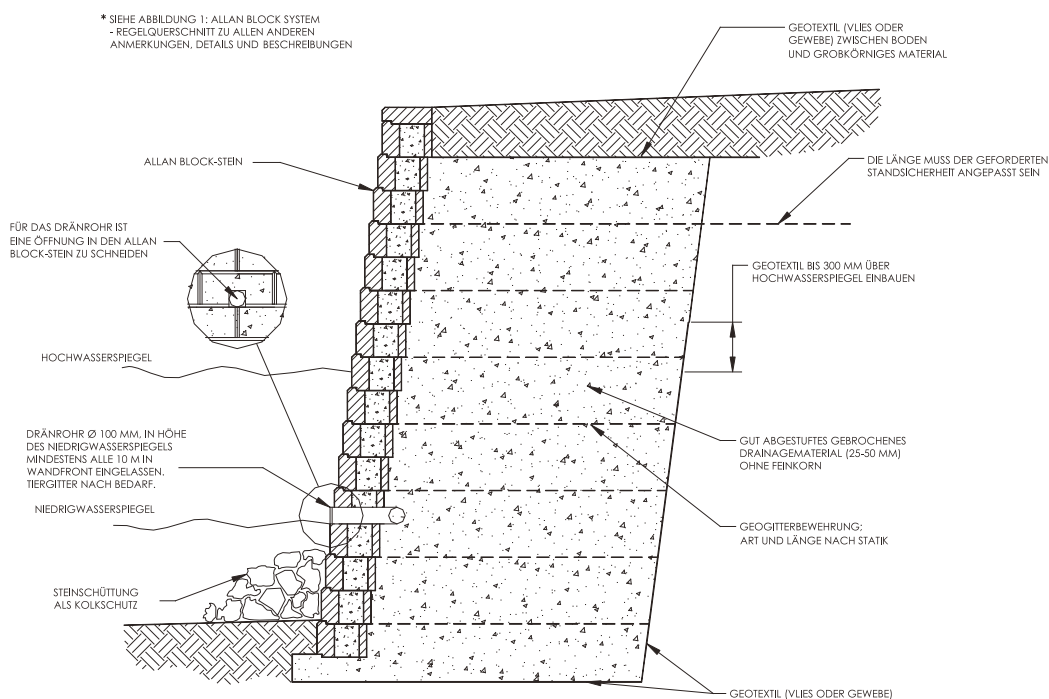 * SIEHE ABBILDUNG 1: ALLAN BLOCK SYSTEM
- REGELQUERSCHNITT ZU ALLEN ANDEREN
ANMERKUNGEN, DETAILS UND BESCHREIBUNGEN
GEOTEXTIL (VLIES ODER
GEWEBE) ZWISCHEN BODEN
UND GROBKÖRNIGES MATERIAL
ALLAN BLOCK-STEIN
DIE LÄNGE MUSS DER GEFORDERTEN
STANDSICHERHEIT ANGEPASST SEIN
FÜR DAS DRÄNROHR IST
EINE ÖFFNUNG IN DEN ALLAN
BLOCK-STEIN ZU SCHNEIDEN
GEOTEXTIL BIS 300 MM ÜBER
HOCHWASSERSPIEGEL EINBAUEN
HOCHWASSERSPIEGEL
DRÄNROHR Ø 100 MM, IN HÖHE
DES NIEDRIGWASSERSPIEGELS
MINDESTENS ALLE 10 M IN
WANDFRONT EINGELASSEN.
TIERGITTER NACH BEDARF.
GUT ABGESTUFTES GEBROCHENES
DRAINAGEMATERIAL (25-50 MM)
OHNE FEINKORN
NIEDRIGWASSERSPIEGEL
GEOGITTERBEWEHRUNG;
ART UND LÄNGE NACH STATIK
STEINSCHÜTTUNG
ALS KOLKSCHUTZ
GEOTEXTIL (VLIES ODER GEWEBE)